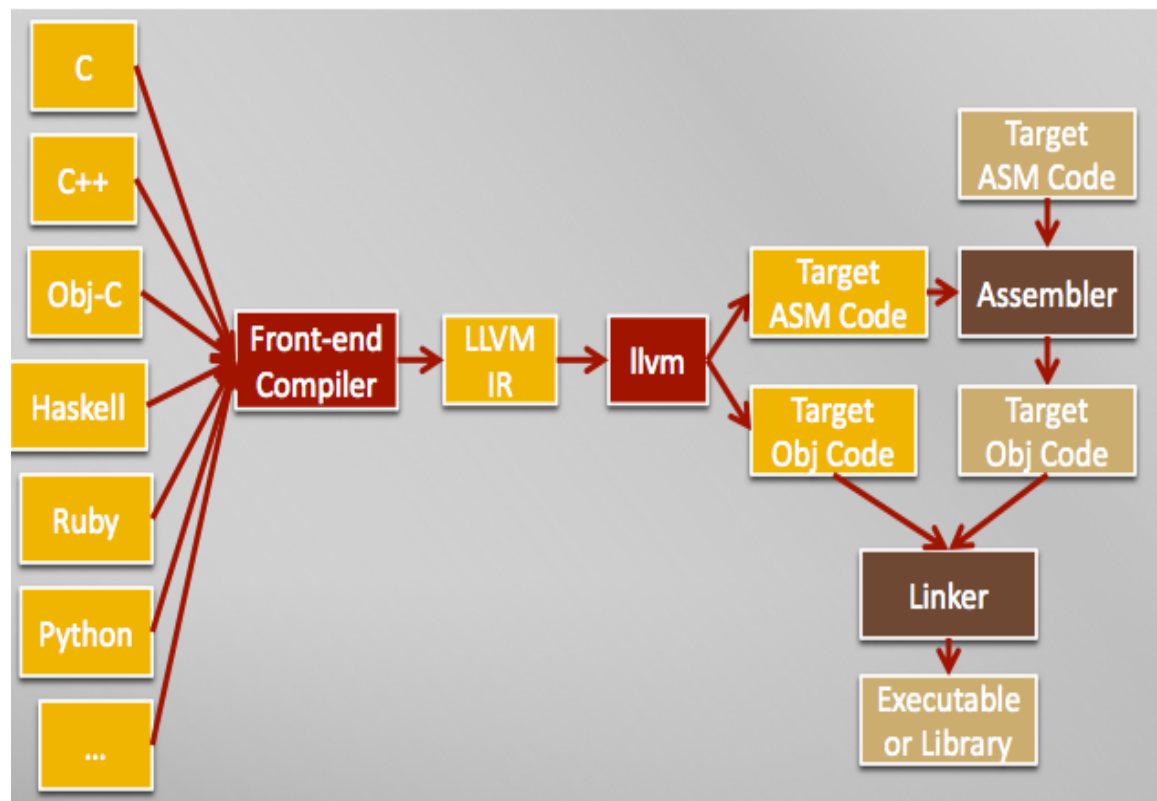 C
C++
Obj-C
Haskell
Ruby
Python
...
Front-end
Compiler
LLVM
IR
llvm
Target
ASM Code
Target
Obj Code
Target
ASM Code
Assembler
Target
Obj Code
Linker
Executable
or Library